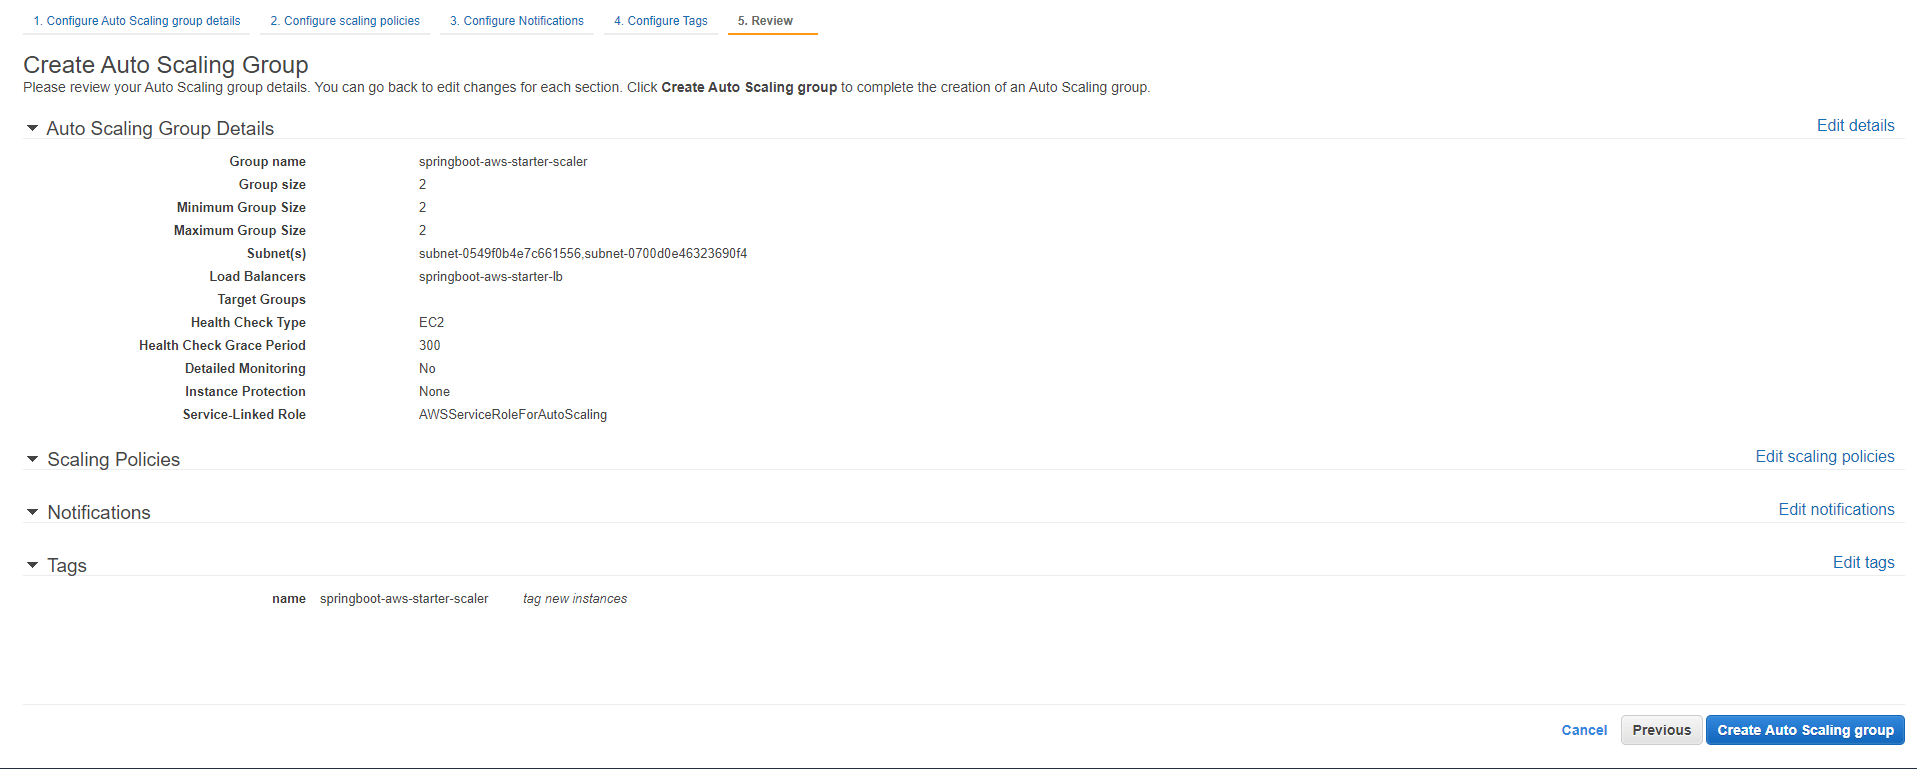 1. Configure Auto Scaling group details 2. Configure scaling policies 3. Configure Notifications 4. Configure Tags 5. Review
Create Auto Scaling Group
Please review your Auto Scaling group details. You can go back to edit changes for each section. Click Create Auto Scaling group to complete the creation of an Auto Scaling group.
Auto Scaling Group Details Edit details
Group name springboot-aws-starter-scaler
Group size 2
Minimum Group Size 2
Maximum Group Size 2
Subnet(s) subnet-0549f0b4e7c661556,subnet-0700d0e46323690f4
Load Balancers springboot-aws-starter-lb
Target Groups
Health Check Type EC2
Health Check Grace Period 300
Detailed Monitoring No
Instance Protection None
Service-Linked Role AWSServiceRoleForAutoScaling
Scaling Policies Edit scaling policies
Notifications Edit notifications
Tags Edit tags
name springboot-aws-starter-scaler tag new instances
Cancel Previous Create Auto Scaling group